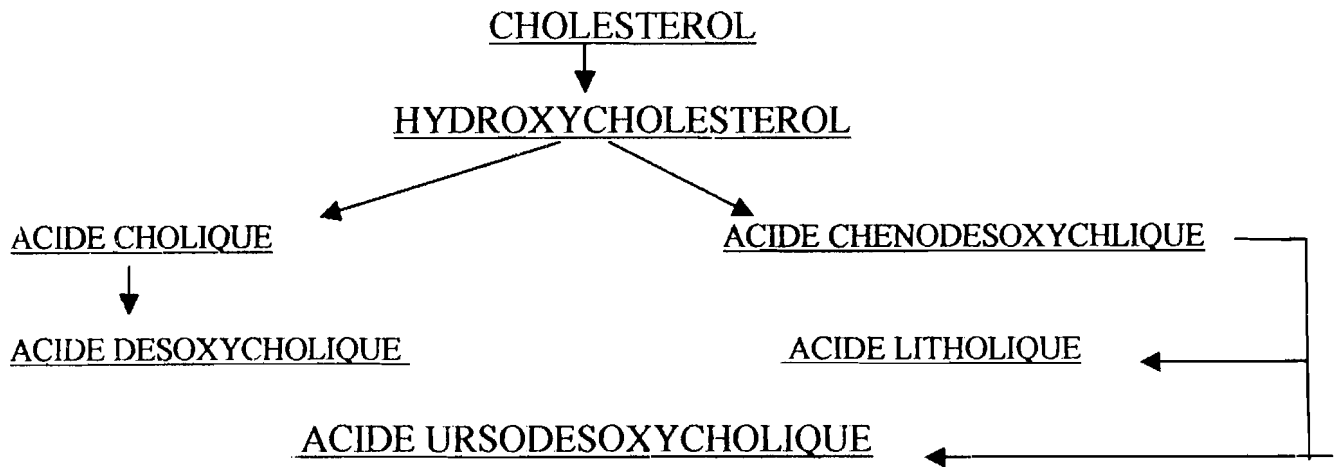 CHOLESTEROL
HYDROXYCHOLESTEROL
ACIDE CHOLIQUE
ACIDE CHENODESOXYCHLIQUE
ACIDE DESOXYCHOLIQUE
ACIDE LITHOLIQUE
ACIDE URSODESOXYCHOLIQUE